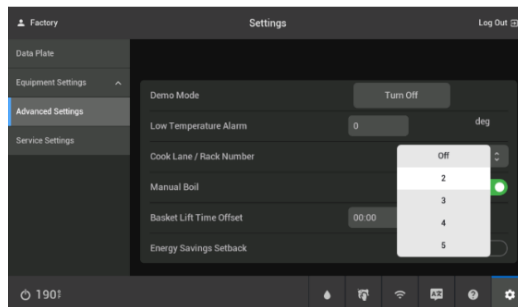 Factory
Settings
Log Out
Data Plate
Equipment Settings
Advanced Settings
Service Settings
Demo Mode
Turn Off
Low Temperature Alarm
0
deg
Cook Lane / Rack Number
Off
2
3
4
5
Manual Boil
Basket Lift Time Offset
00:00
Energy Savings Setback
190°